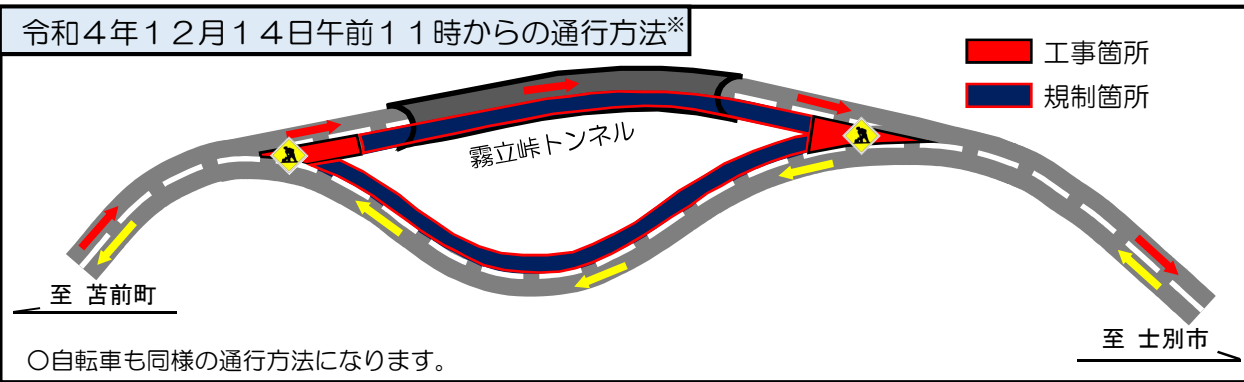 令和４年１２月１４日午前１１時からの通行方法※
工事箇所
規制箇所
霧立峠トンネル
至 苫前町
至 士別市
〇自転車も同様の通行方法になります。